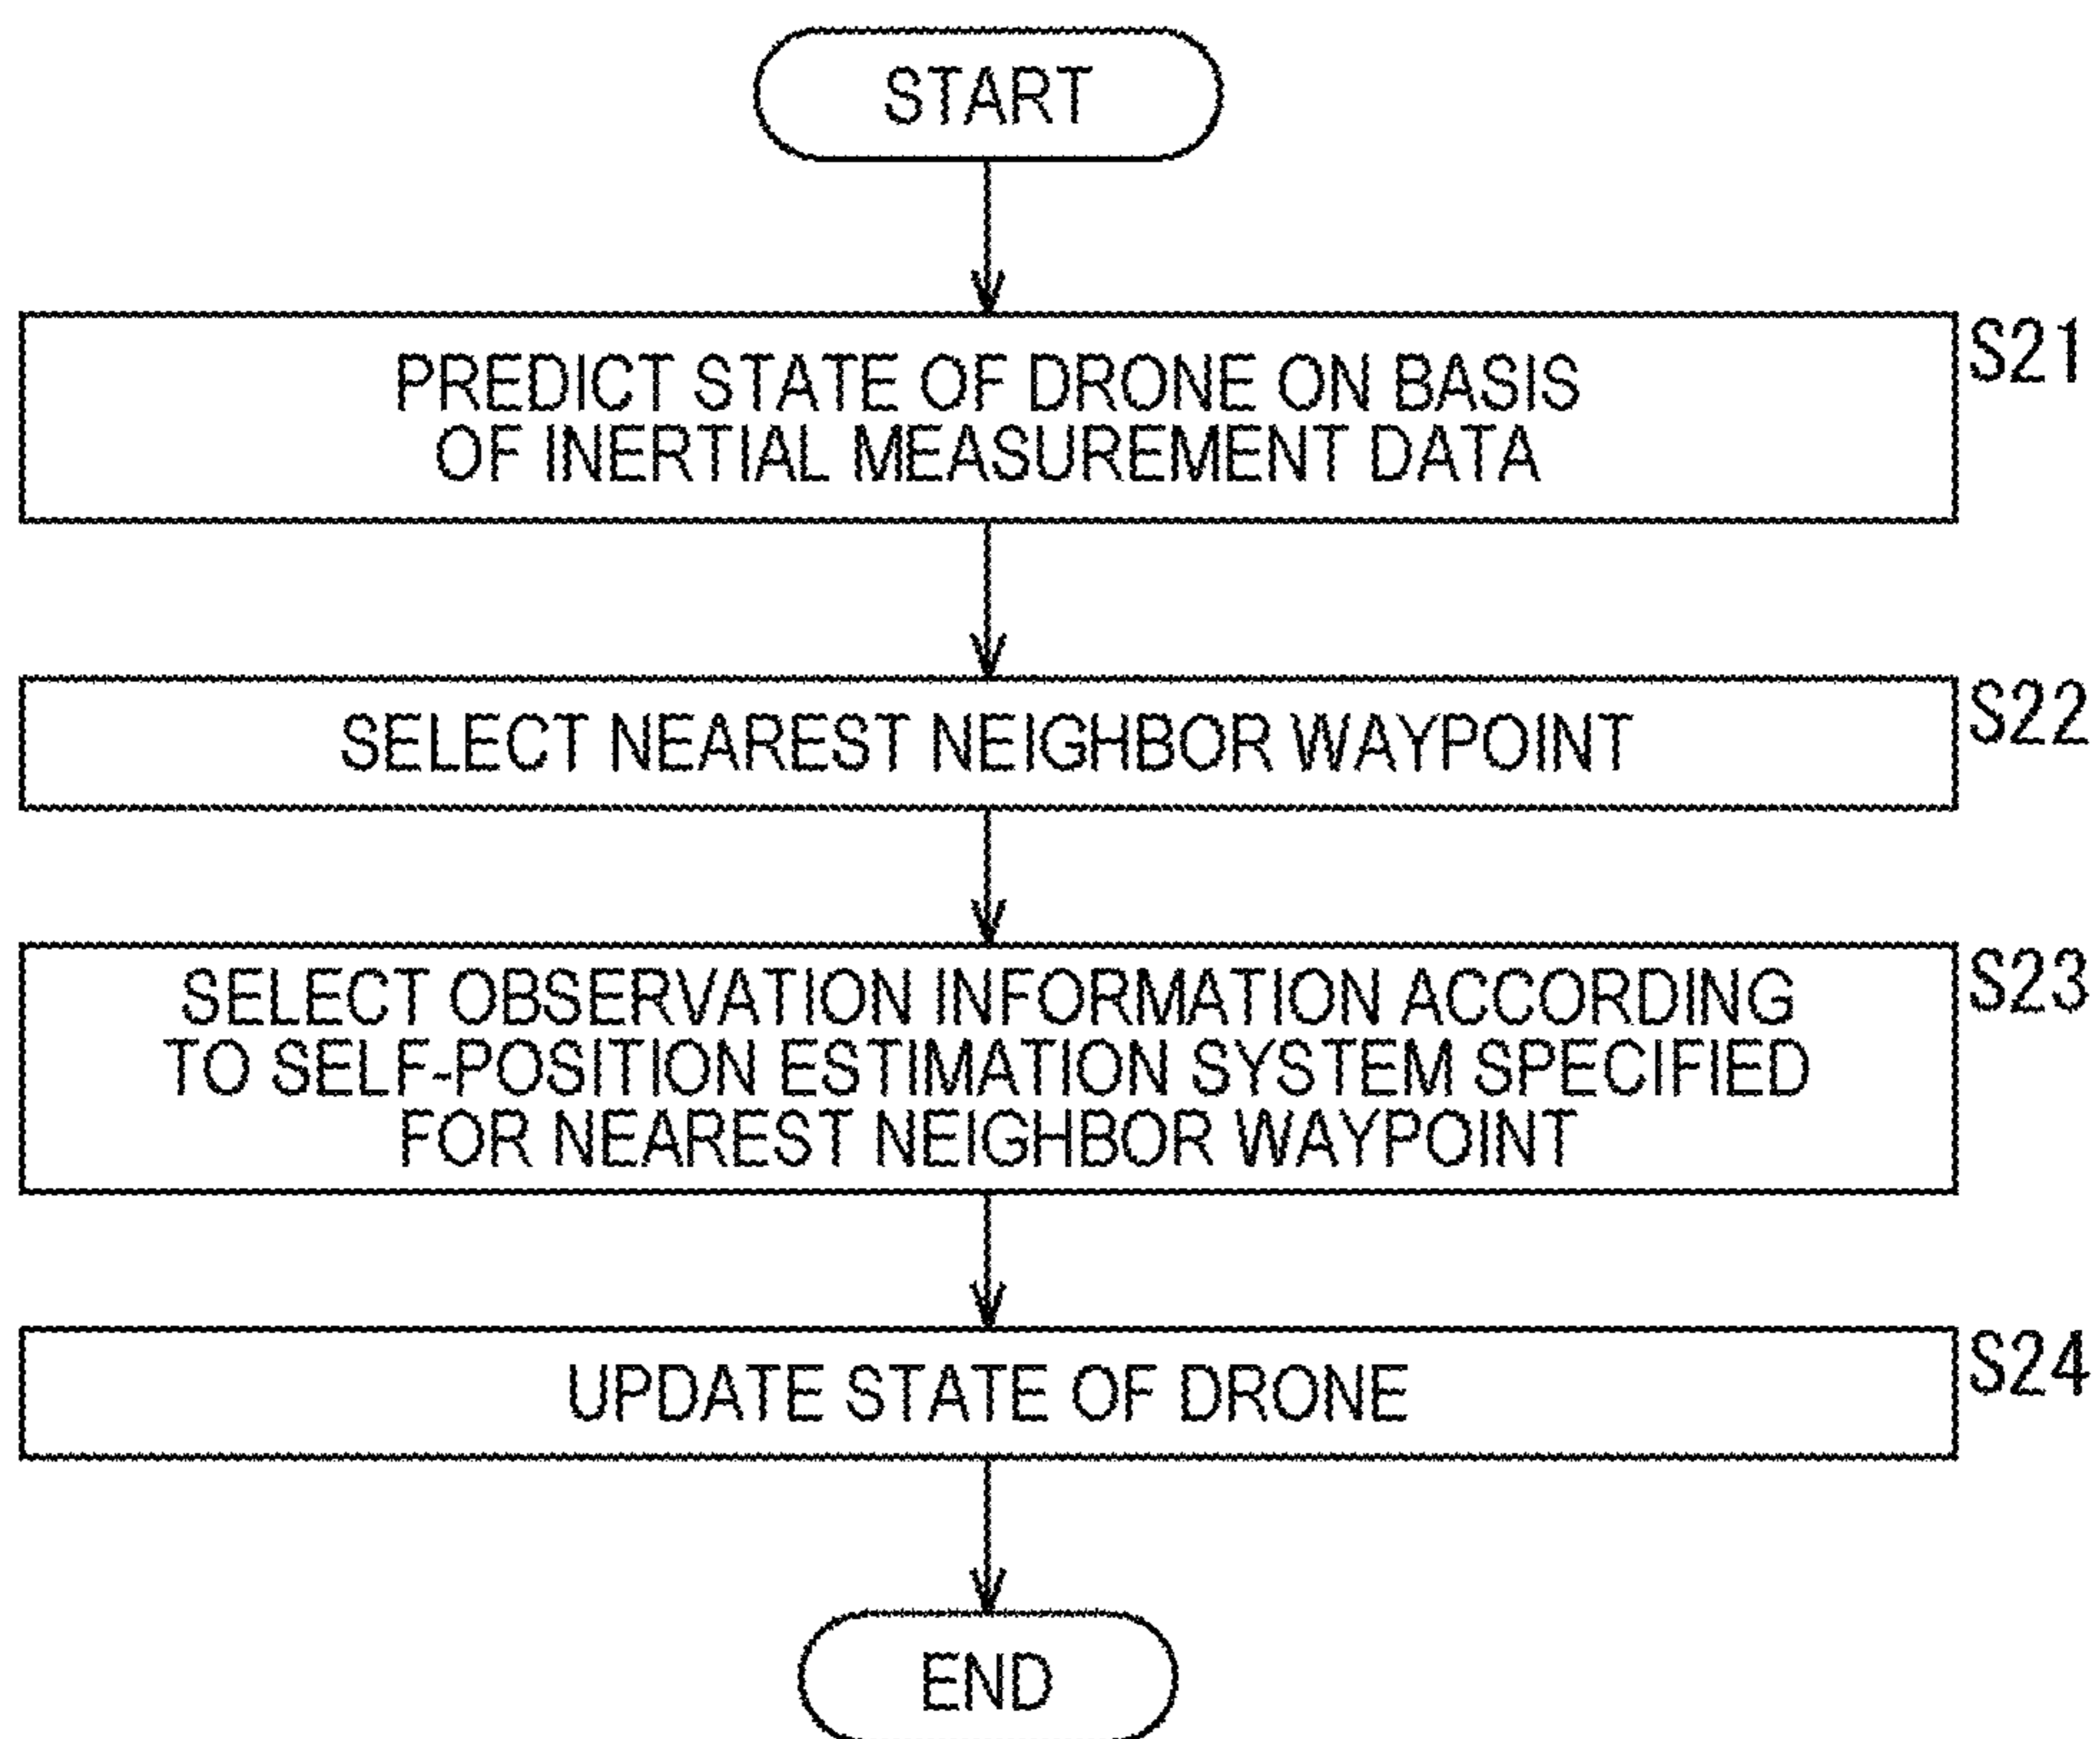 START
PREDICT STATE OF DRONE ON BASIS
OF INERTIAL MEASUREMENT DATA
S21
SELECT NEAREST NEIGHBOR WAYPOINT
S22
SELECT OBSERVATION INFORMATION ACCORDING
TO SELF-POSITION ESTIMATION SYSTEM SPECIFIED
FOR NEAREST NEIGHBOR WAYPOINT
S23
UPDATE STATE OF DRONE
S24
END